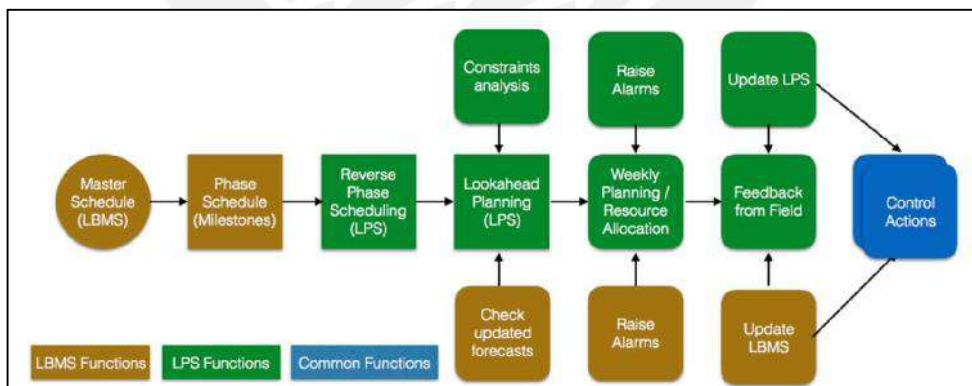 Constraints
analysis
Raise
Alarms
Update LPS
Master
Schedule
(LBMS)
Phase
Schedule
(Milestones)
Reverse
Phase
Scheduling
(LPS)
Lookahead
Planning
(LPS)
Weekly
Planning /
Resource
Allocation
Feedback
from Field
Control
Actions
Check
updated
forecasts
Raise
Alarms
Update
LBMS
LBMS Functions
LPS Functions
Common Functions